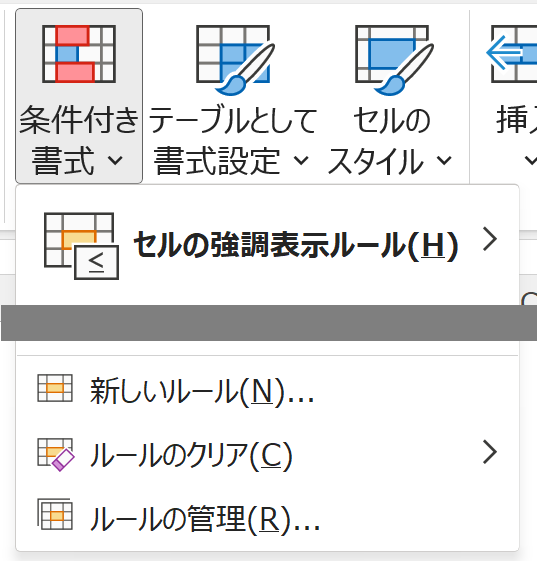 条件付き
書式
テーブルとして
書式設定
セルの
スタイル
挿
セルの強調表示ルール(H)
新しいルール(N)...
ルールのクリア(C)
ルールの管理(R)...